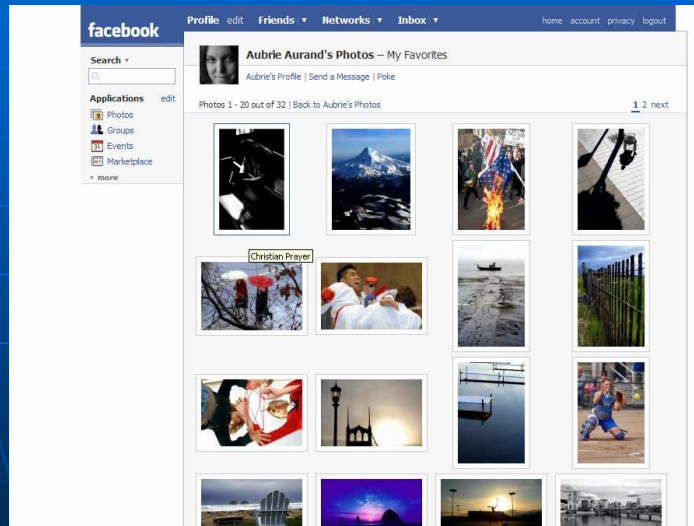 facebook
Profile edit Friends ▾ Networks ▾ Inbox ▾ home account privacy logout
Search ▾
Applications edit
Photos
Groups
31 Events
Marketplace
▾ more
Aubrie Aurand's Photos – My Favorites
Aubrie's Profile | Send a Message | Poke
Photos 1 - 20 out of 32 | Back to Aubrie's Photos 1 2 next
Christian Prayer